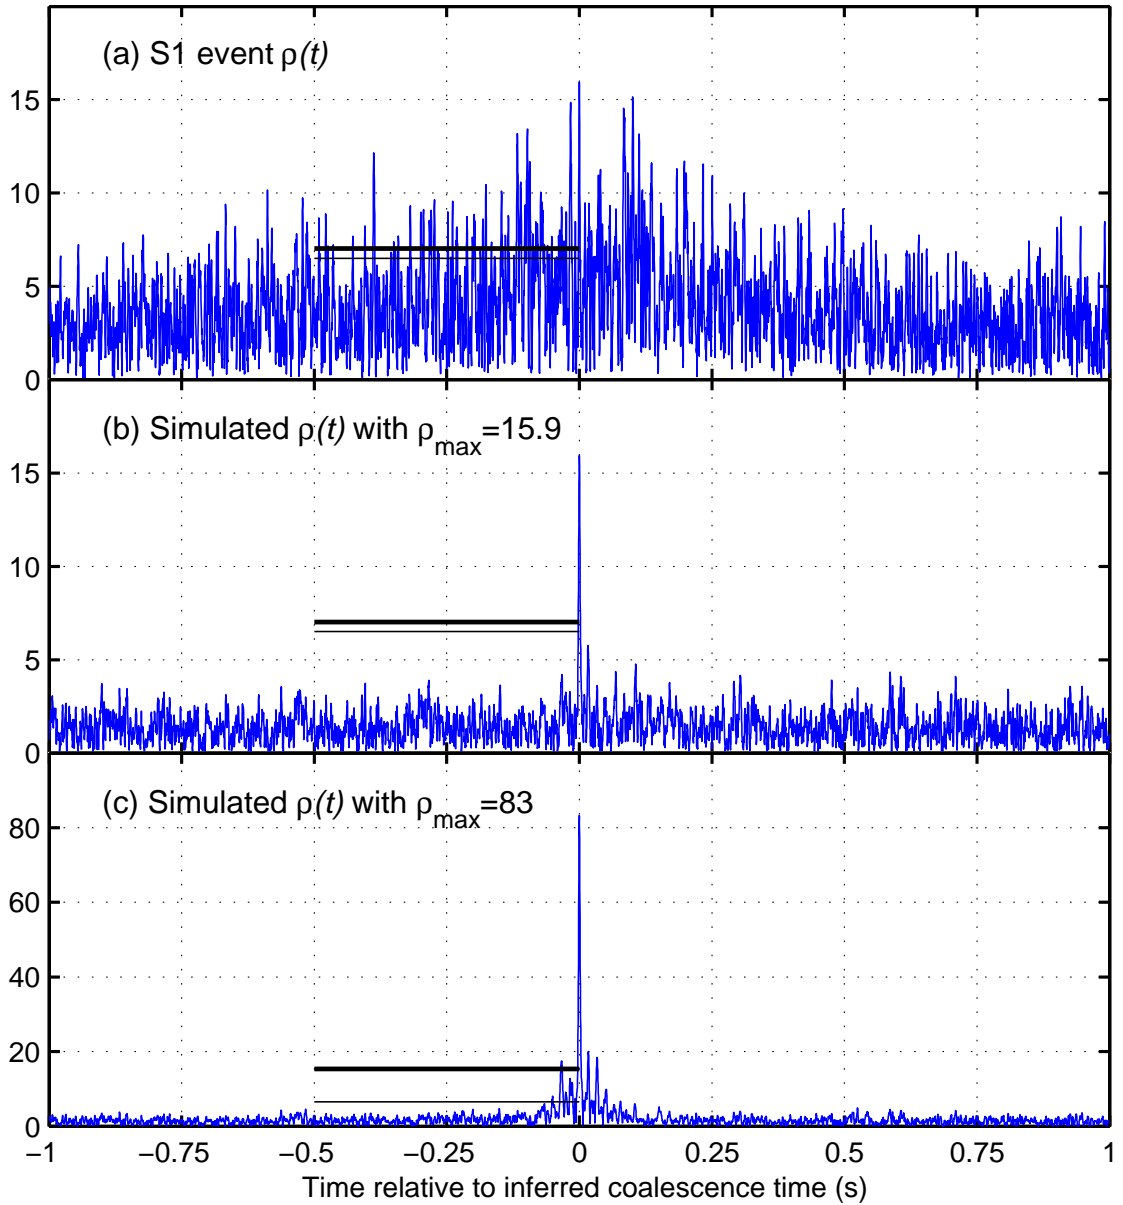 (a) S1 event ρ(t)
15
10
5
0
(b) Simulated ρ(t) with ρmax=15.9
15
10
5
0
(c) Simulated ρ(t) with ρmax=83
80
60
40
20
0
−1 −0.75 −0.5 −0.25 0 0.25 0.5 0.75 1
Time relative to inferred coalescence time (s)